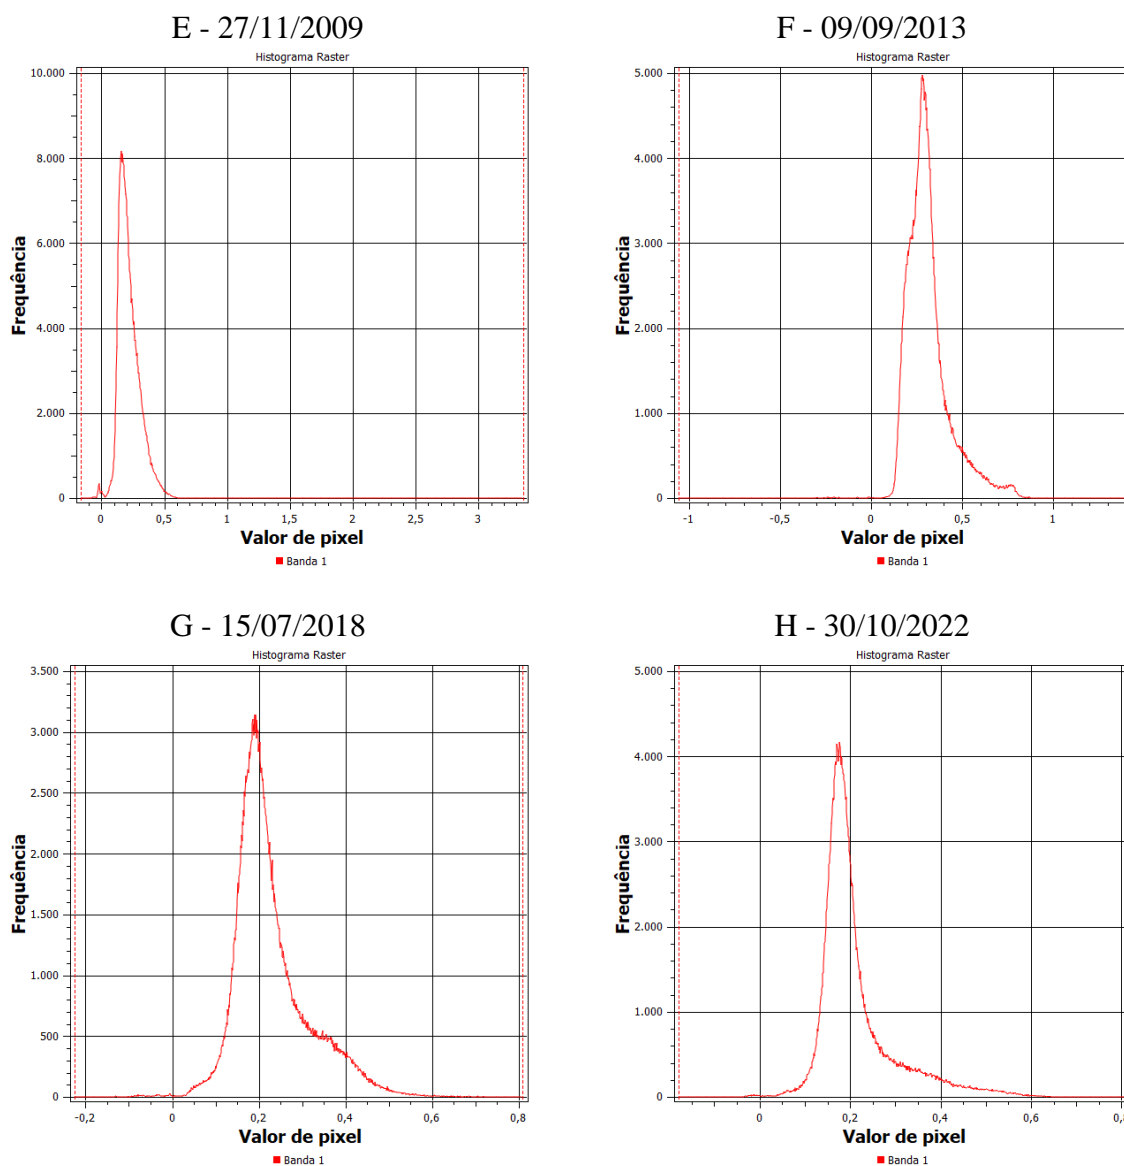 E - 27/11/2009
Histograma Raster
10.000
8.000
6.000
4.000
2.000
0
Frequência
0 0,5 1 1,5 2 2,5 3
Valor de pixel
Banda 1
F - 09/09/2013
Histograma Raster
5.000
4.000
3.000
2.000
1.000
0
Frequência
-1 -0,5 0 0,5 1
Valor de pixel
Banda 1
G - 15/07/2018
Histograma Raster
3.500
3.000
2.500
2.000
1.500
1.000
500
0
Frequência
-0,2 0 0,2 0,4 0,6 0,8
Valor de pixel
Banda 1
H - 30/10/2022
Histograma Raster
5.000
4.000
3.000
2.000
1.000
0
Frequência
0 0,2 0,4 0,6
Valor de pixel
Banda 1